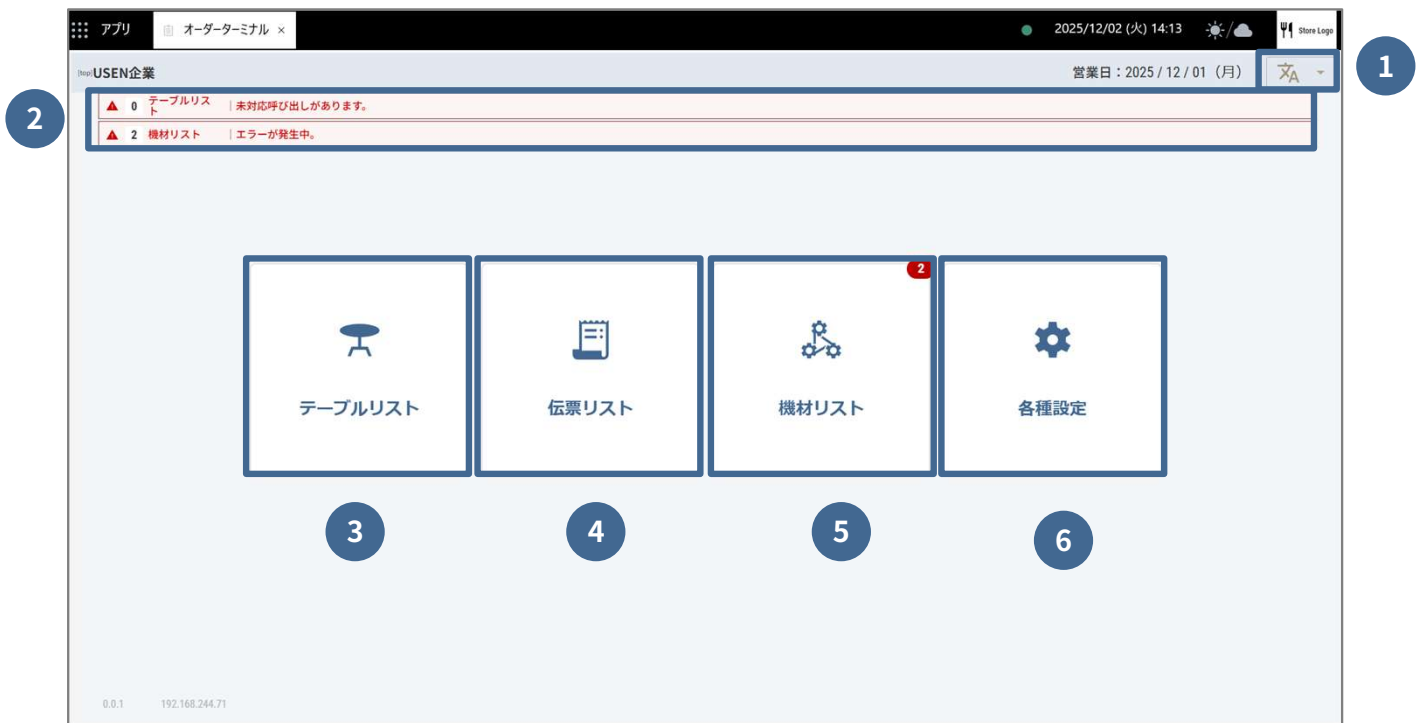 アプリ オーダーターミナル × 2025/12/02 (火) 14:13 Store Logo
[top]USEN企業 営業日：2025 / 12 / 01（月） 文A 1
2
0 テーブルリスト | 未対応呼び出しがあります。
2 機材リスト | エラーが発生中。
2
テーブルリスト 伝票リスト 機材リスト 各種設定
3 4 5 6
0.0.1 192.168.244.71